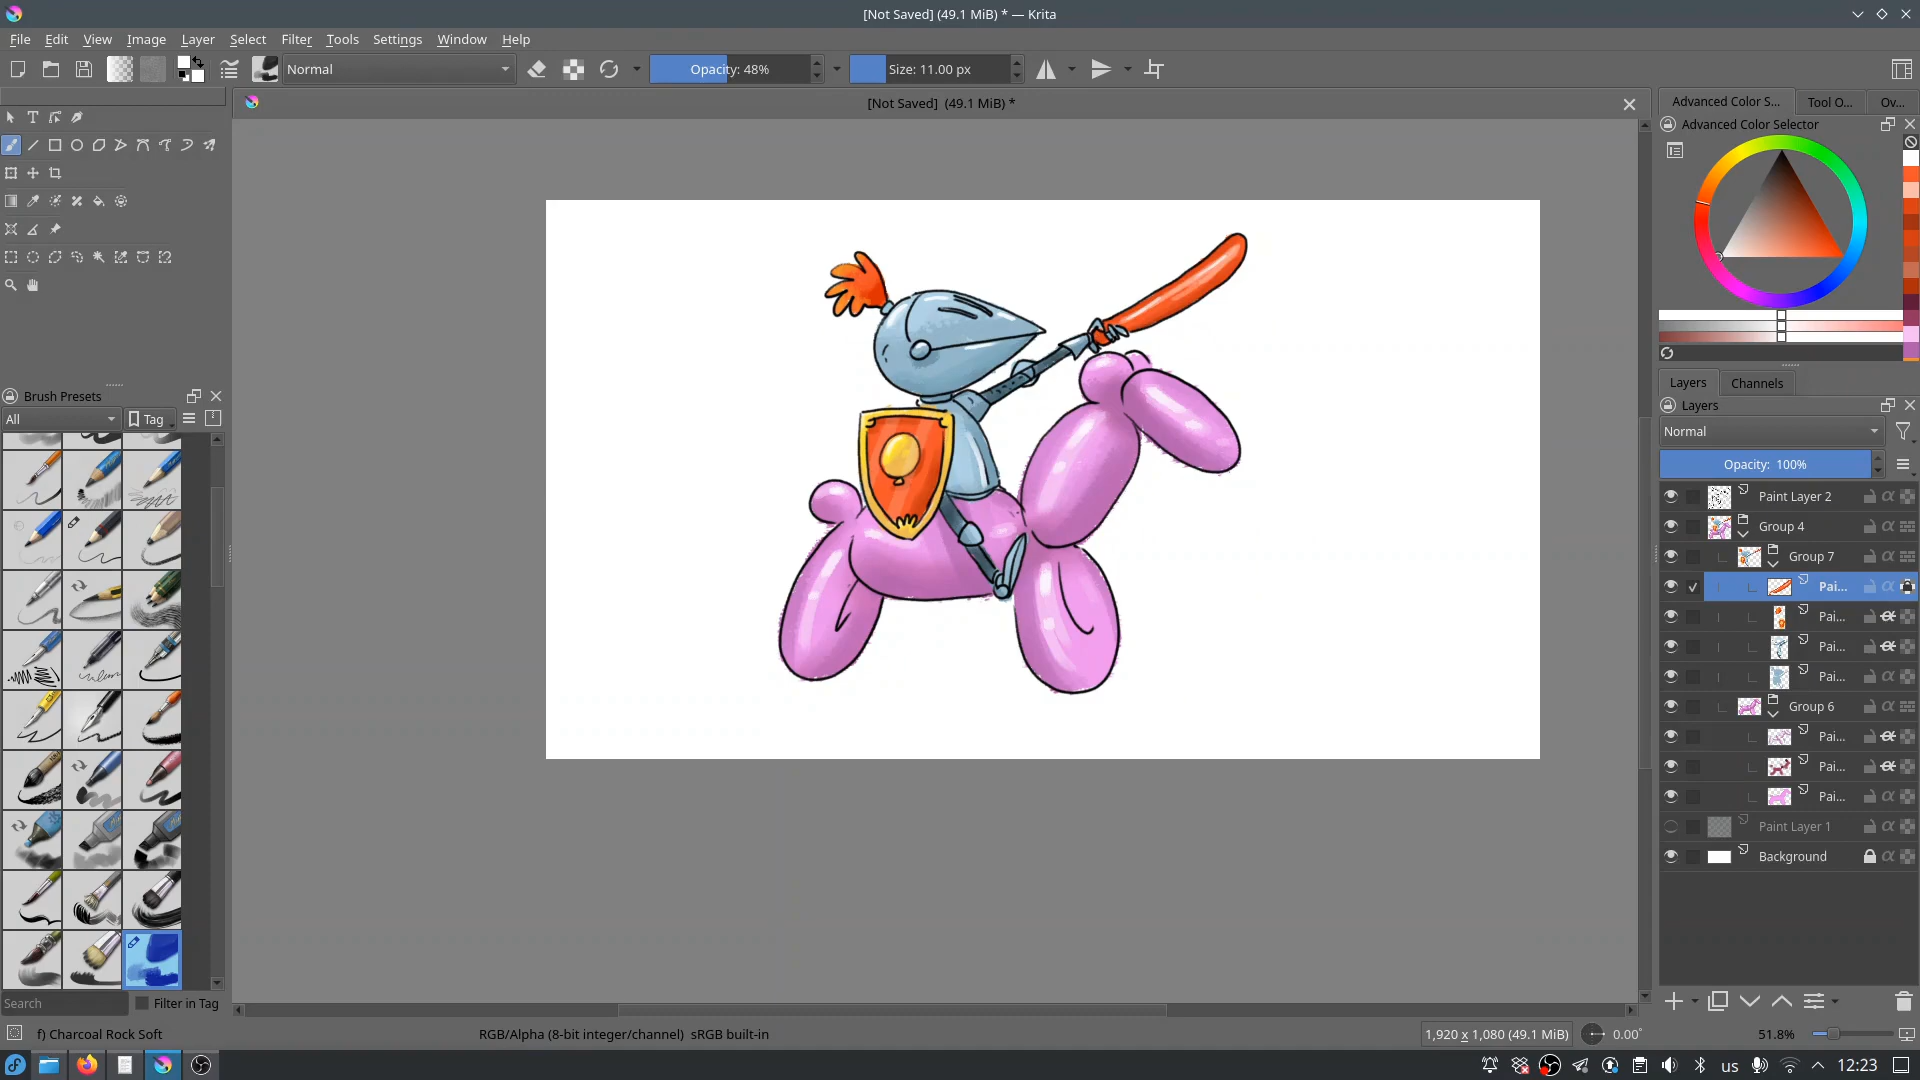 [Not Saved] (49.1 MiB) * — Krita
File Edit View Image Layer Select Filter Tools Settings Window Help
Normal
Opacity: 48%
Size: 11.00 px
[Not Saved] (49.1 MiB) *
Advanced Color S... Tool O... Ov...
Advanced Color Selector
Brush Presets
All
Tag
Layers Channels
Layers
Normal
Opacity: 100%
Paint Layer 2
Group 4
Group 7
Pai...
Pai...
Pai...
Pai...
Group 6
Pai...
Pai...
Pai...
Paint Layer 1
Background
Search
Filter in Tag
f) Charcoal Rock Soft
RGB/Alpha (8-bit integer/channel) sRGB built-in
1,920 x 1,080 (49.1 MiB)
0.00°
51.8%
us
12:23